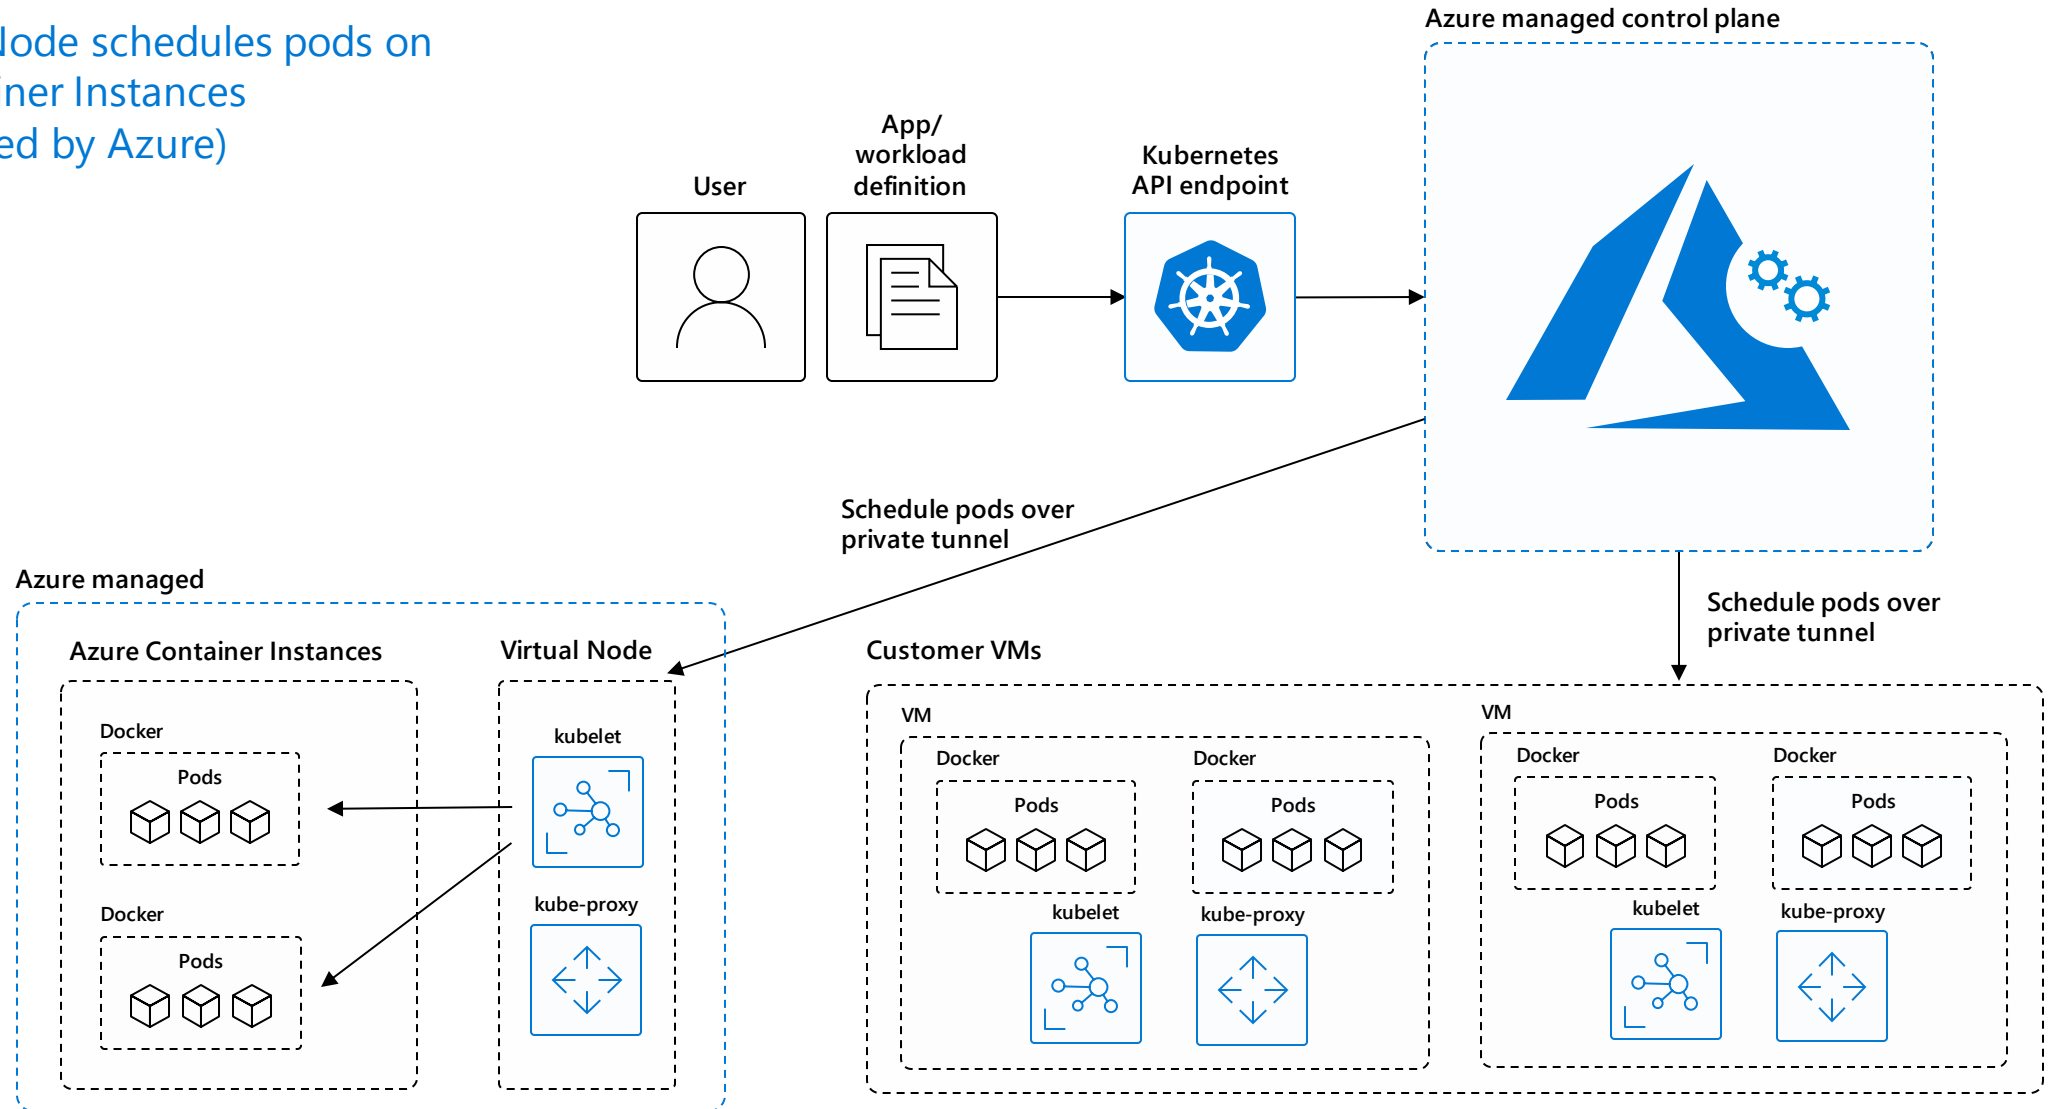 Node schedules pods on
iner Instances
ed by Azure)
Azure managed control plane
App/
workload
definition
User
Kubernetes
API endpoint
Schedule pods over
private tunnel
Schedule pods over
private tunnel
Azure managed
Azure Container Instances
Virtual Node
Docker
Pods
kubelet
Docker
Pods
kube-proxy
Customer VMs
VM
Docker
Pods
Docker
Pods
kubelet
kube-proxy
VM
Docker
Pods
Docker
Pods
kubelet
kube-proxy